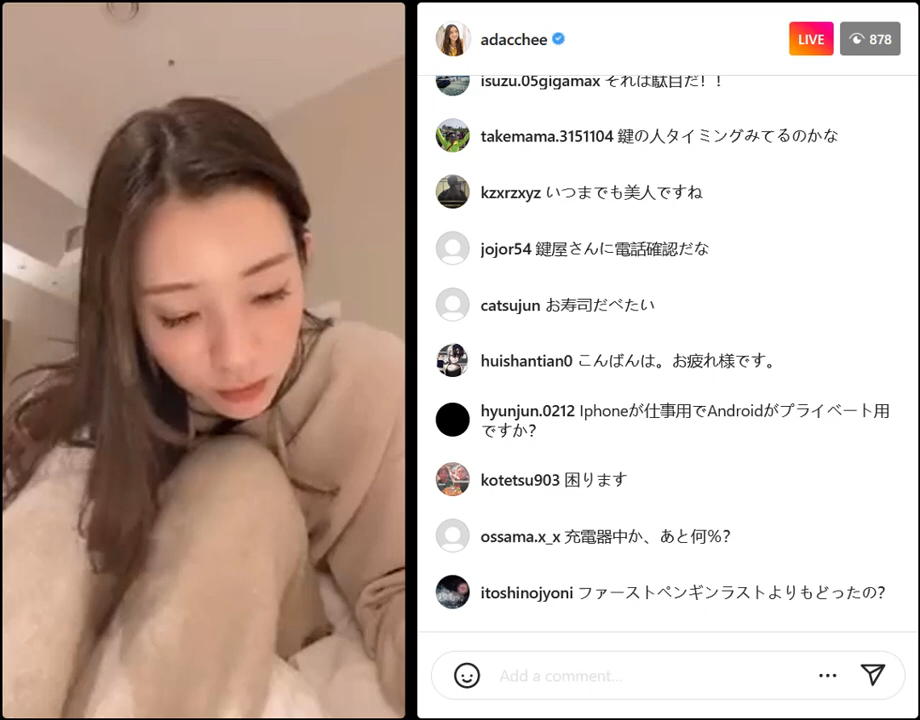 adacchee
LIVE
878
isuzu.05gigamax それは駄目だ！！
takemama.3151104 鍵の人タイミングみてるのかな
kzxrzxyz いつまでも美人ですね
jojor54 鍵屋さんに電話確認だな
catsujun お寿司だべたい
huishantian0 こんばんは。お疲れ様です。
hyunjun.0212 Iphoneが仕事用でAndroidがプライベート用
ですか？
kotetsu903 困ります
ossama.x_x 充電器中か、あと何％？
itoshinojyoni ファーストペンギンラストよりもどったの？
Add a comment...